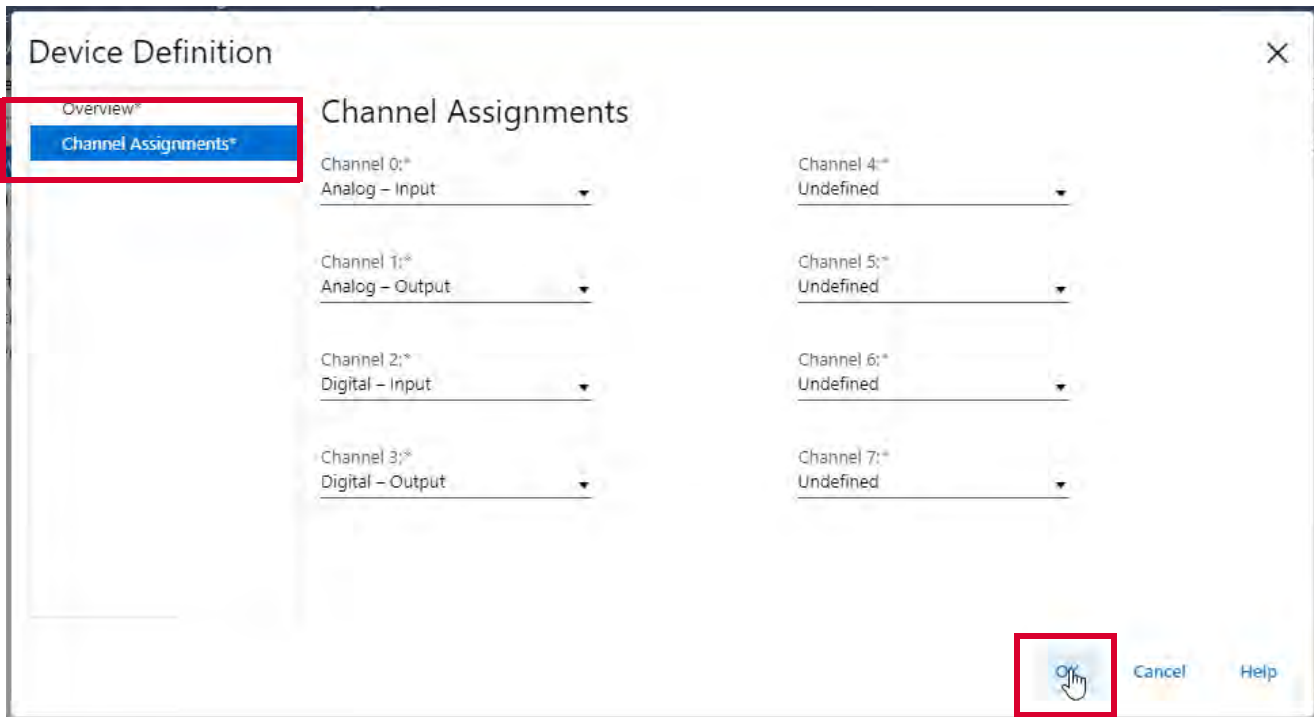 Device Definition
Overview*
Channel Assignments*
Channel Assignments
Channel 0:*
Analog – Input
Channel 4:*
Undefined
Channel 1:*
Analog – Output
Channel 5:*
Undefined
Channel 2:*
Digital – Input
Channel 6:*
Undefined
Channel 3:*
Digital – Output
Channel 7:*
Undefined
OK
Cancel
Help